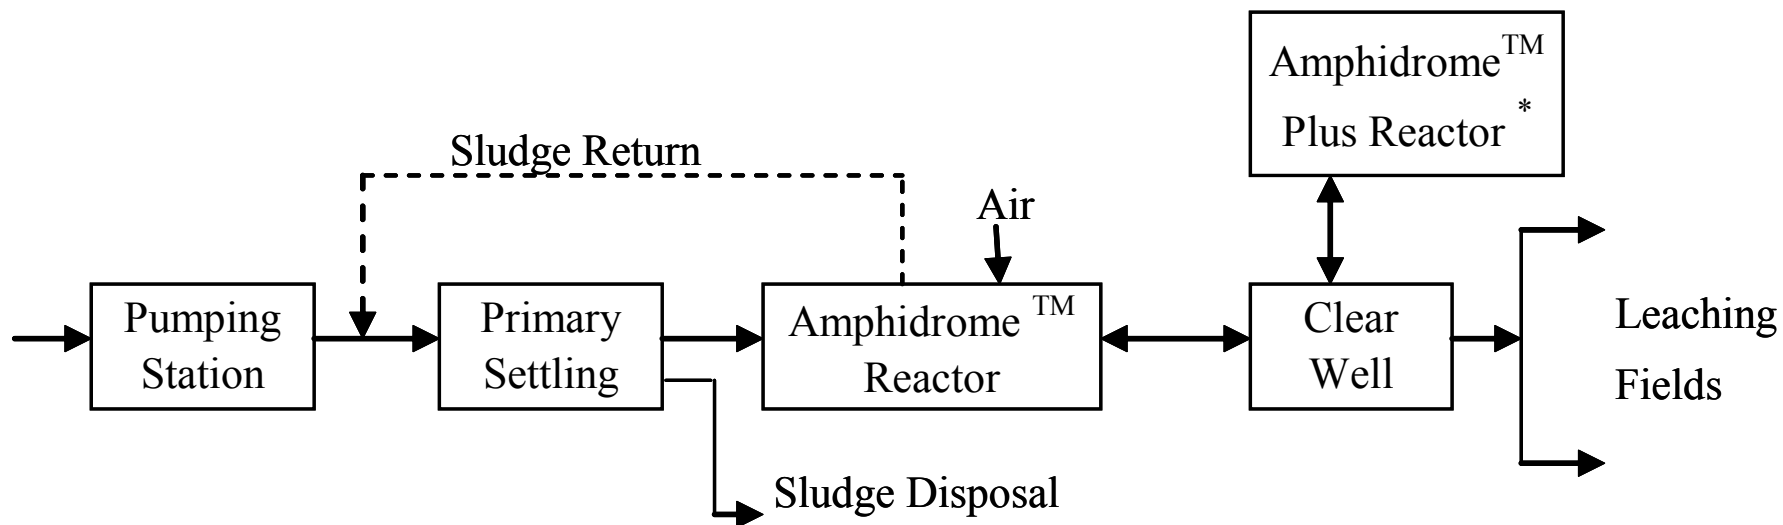 Amphidrome™
Plus Reactor *
Sludge Return
Air
Pumping
Station
Primary
Settling
Amphidrome ™
Reactor
Clear
Well
Leaching
Fields
Sludge Disposal